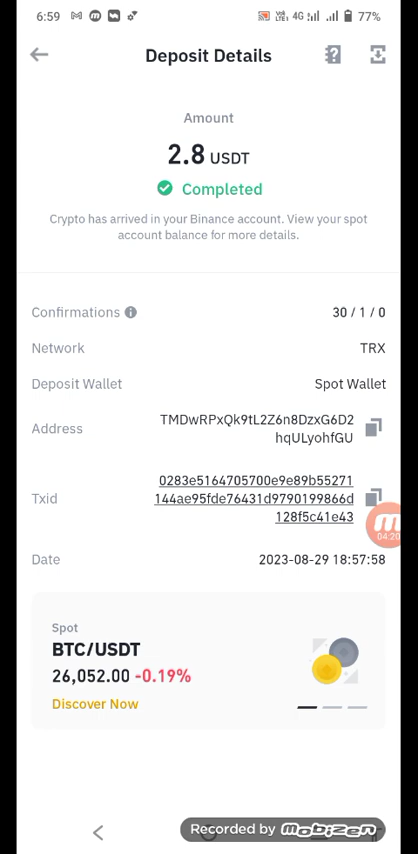 6:59 4G 77%
Deposit Details
Amount
2.8 USDT
Completed
Crypto has arrived in your Binance account. View your spot
account balance for more details.
Confirmations 30 / 1 / 0
Network TRX
Deposit Wallet Spot Wallet
Address TMDwRPxQk9tL2Z6n8DzxG6D2
hqULyohfGU
Txid 0283e5164705700e9e89b55271
144ae95fde76431d9790199866d
128f5c41e43
04:20
Date 2023-08-29 18:57:58
Spot
BTC/USDT
26,052.00 -0.19%
Discover Now
Recorded by mobizen